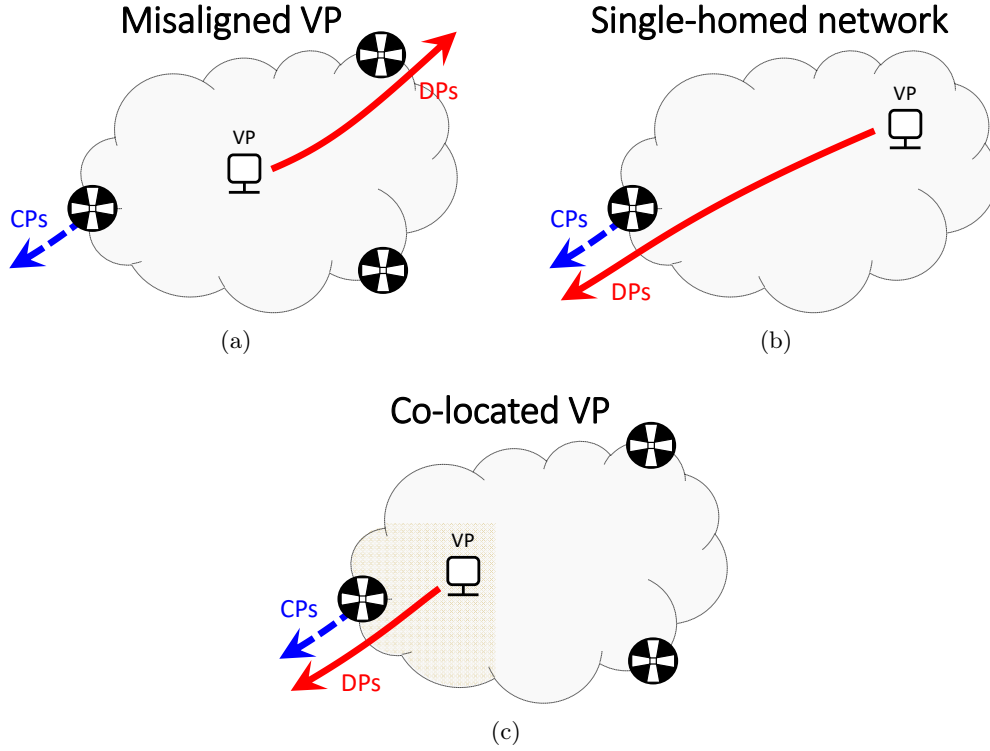 Misaligned VP
DPs
VP
CPs
(a)
Single-homed network
VP
CPs
DPs
(b)
Co-located VP
VP
CPs
DPs
(c)